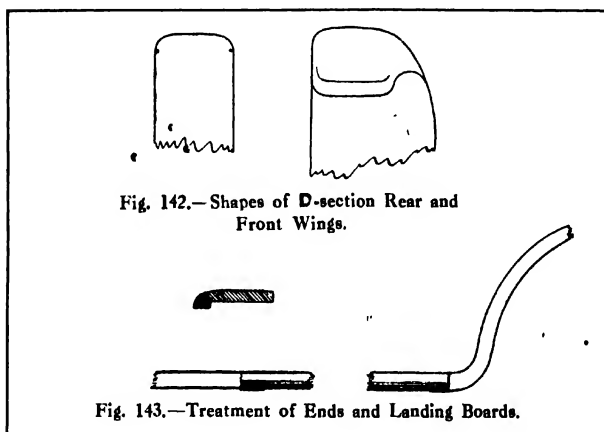 Fig. 142.—Shapes of D-section Rear and
Front Wings.
Fig. 143.—Treatment of Ends and Landing Boards.